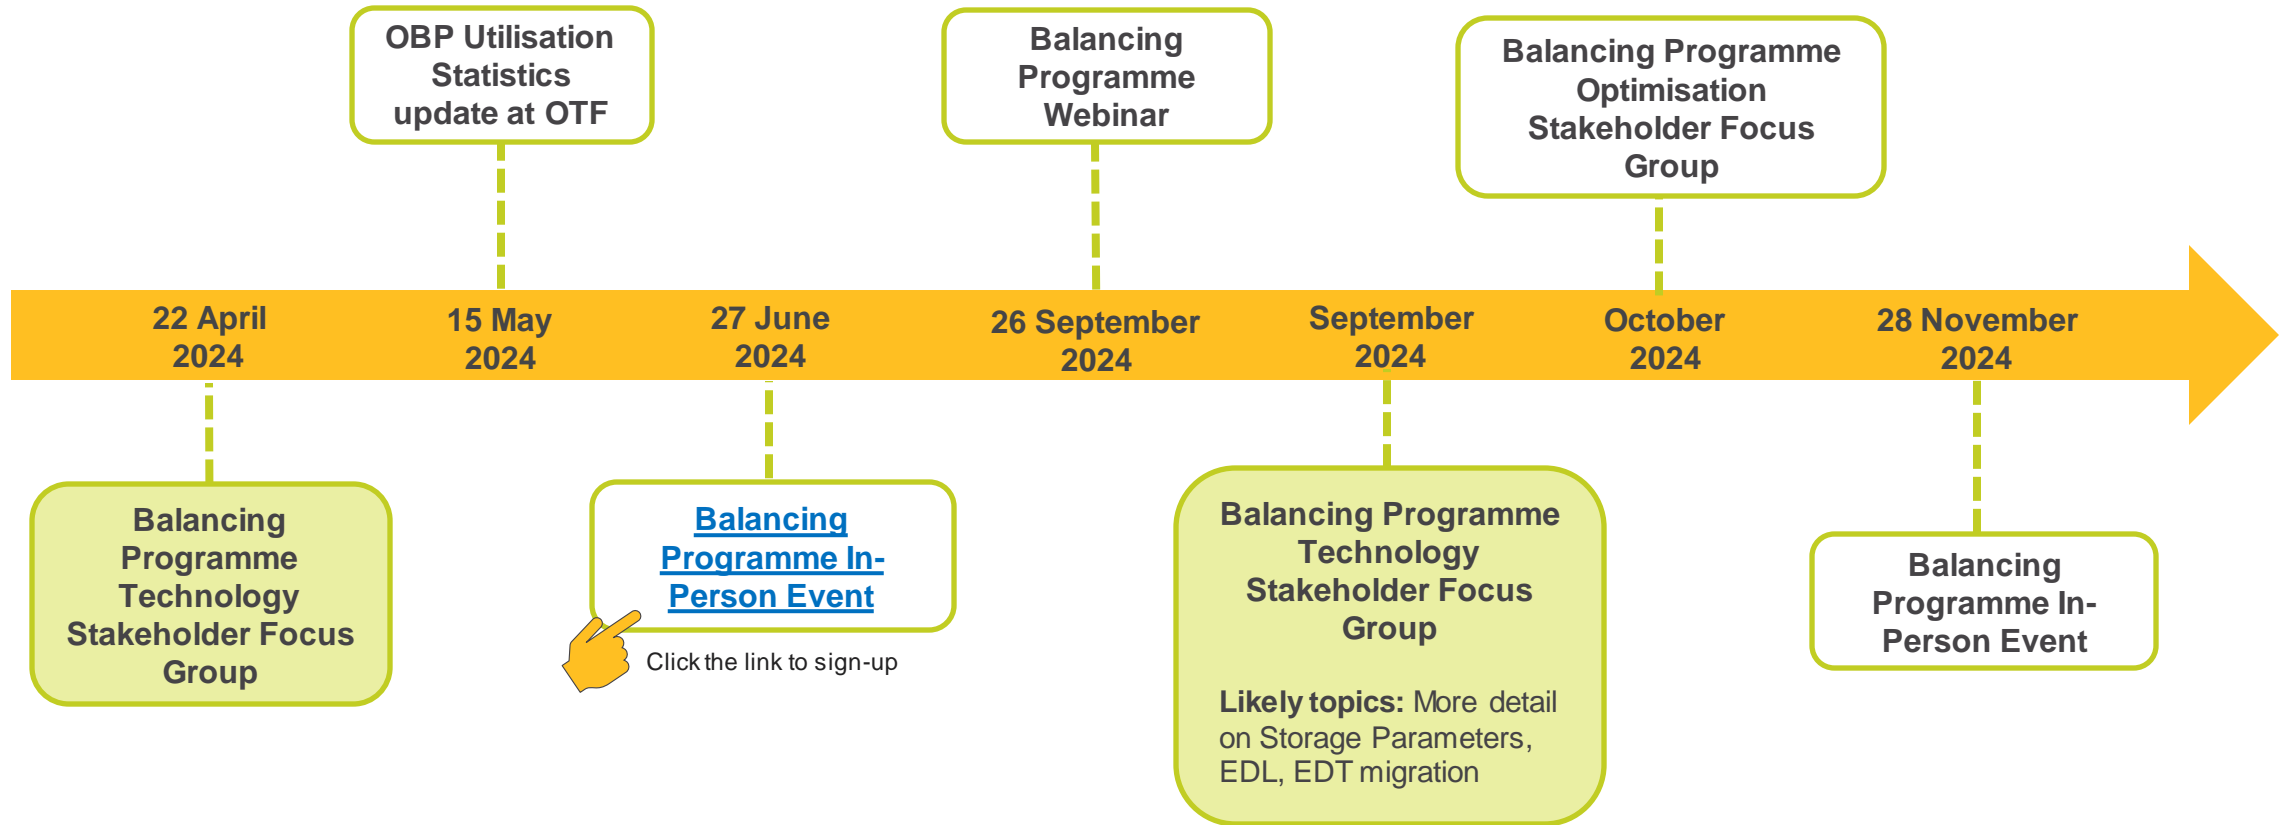 OBP Utilisation
Statistics
update at OTF
Balancing
Programme
Webinar
Balancing Programme
Optimisation
Stakeholder Focus
Group
22 April
2024
15 May
2024
27 June
2024
26 September
2024
September
2024
October
2024
28 November
2024
Balancing
Programme
Technology
Stakeholder Focus
Group
Balancing
Programme In-
Person Event
Click the link to sign-up
Balancing Programme
Technology
Stakeholder Focus
Group
Likely topics: More detail
on Storage Parameters,
EDL, EDT migration
Balancing
Programme In-
Person Event